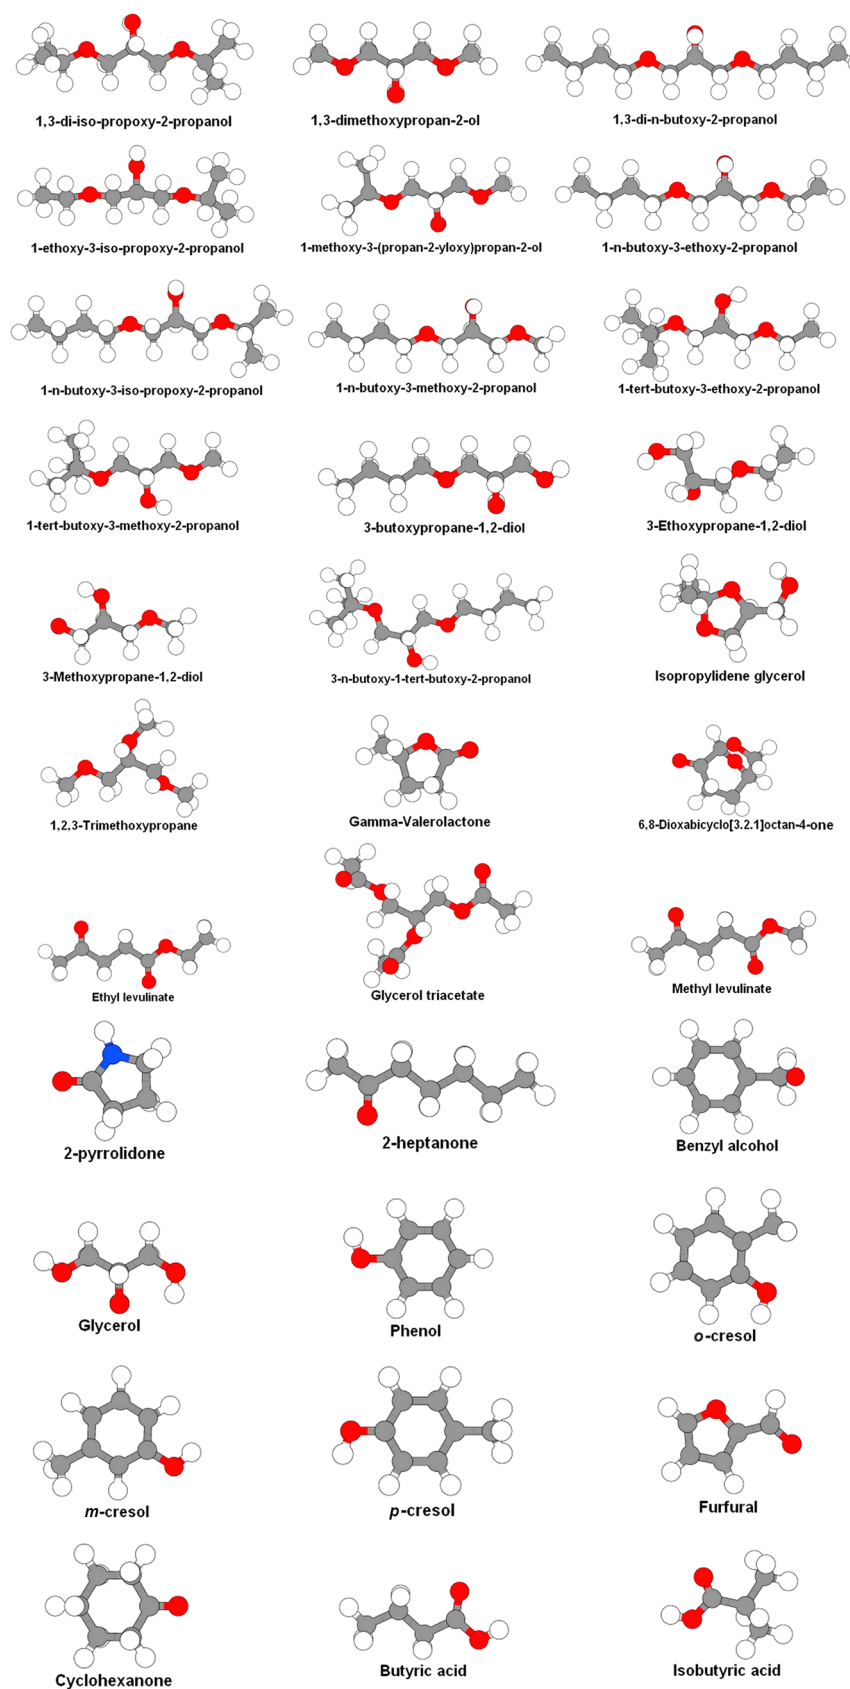 1,3-di-iso-propoxy-2-propanol
1,3-dimethoxypropan-2-ol
1,3-di-n-butoxy-2-propanol
1-ethoxy-3-iso-propoxy-2-propanol
1-methoxy-3-(propan-2-yloxy)propan-2-ol
1-n-butoxy-3-ethoxy-2-propanol
1-n-butoxy-3-iso-propoxy-2-propanol
1-n-butoxy-3-methoxy-2-propanol
1-tert-butoxy-3-ethoxy-2-propanol
1-tert-butoxy-3-methoxy-2-propanol
3-butoxypropane-1,2-diol
3-Ethoxypropane-1,2-diol
3-Methoxypropane-1,2-diol
3-n-butoxy-1-tert-butoxy-2-propanol
Isopropylidene glycerol
1,2,3-Trimethoxypropane
Gamma-Valerolactone
6,8-Dioxabicyclo[3.2.1]octan-4-one
Ethyl levulinate
Glycerol triacetate
Methyl levulinate
2-pyrrolidone
2-heptanone
Benzyl alcohol
Glycerol
Phenol
o-cresol
m-cresol
p-cresol
Furfural
Cyclohexanone
Butyric acid
Isobutyric acid